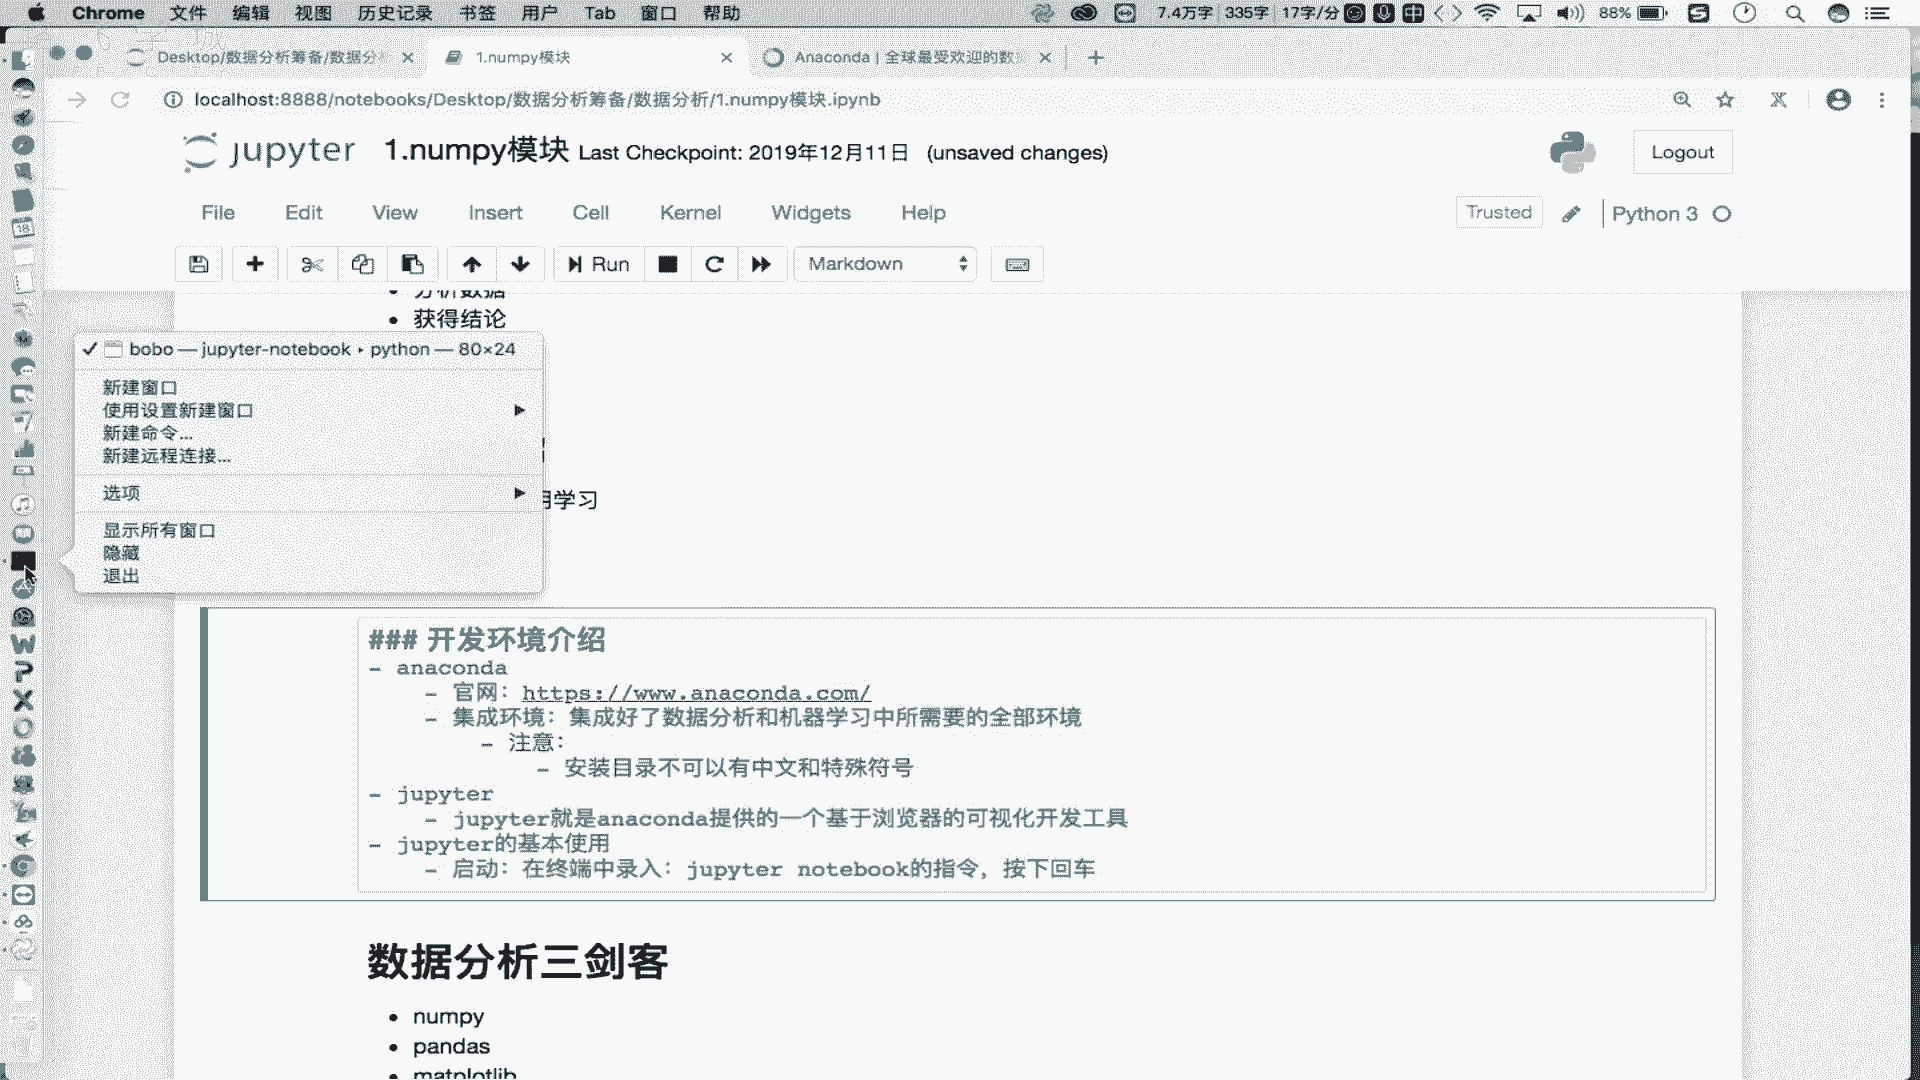 Chrome 文件 编辑 视图 历史记录 书签 用户 Tab 窗口 帮助 7.4万字 335字 17字/分 中 88%
Desktop/数据分析筹备/数据分析 1.numpy模块 Anaconda | 全球最受欢迎的数据
localhost:8888/notebooks/Desktop/数据分析筹备/数据分析/1.numpy模块.ipynb
jupyter 1.numpy模块 Last Checkpoint: 2019年12月11日 (unsaved changes) Logout
File Edit View Insert Cell Kernel Widgets Help Trusted Python 3
Run Markdown
分析数据
获得结论
bobo — jupyter-notebook ‣ python — 80×24
新建窗口
使用设置新建窗口
新建命令...
新建远程连接...
选项
学习
显示所有窗口
隐藏
退出
### 开发环境介绍
- anaconda
- 官网：https://www.anaconda.com/
- 集成环境：集成好了数据分析和机器学习中所需要的全部环境
- 注意：
- 安装目录不可以有中文和特殊符号
- jupyter
- jupyter就是anaconda提供的一个基于浏览器的可视化开发工具
- jupyter的基本使用
- 启动：在终端中录入：jupyter notebook的指令，按下回车
数据分析三剑客
numpy
pandas
matplotlib